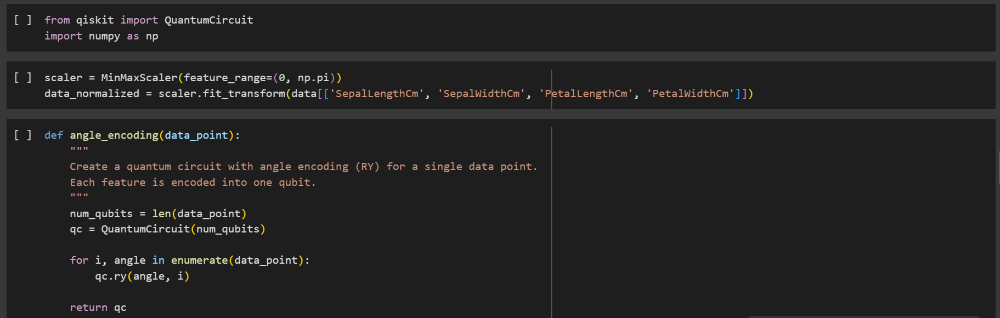 [ ] from qiskit import QuantumCircuit
import numpy as np
[ ] scaler = MinMaxScaler(feature_range=(0, np.pi))
data_normalized = scaler.fit_transform(data[['SepalLengthCm', 'SepalWidthCm', 'PetalLengthCm', 'PetalWidthCm']])
[ ] def angle_encoding(data_point):
"""
Create a quantum circuit with angle encoding (RY) for a single data point.
Each feature is encoded into one qubit.
"""
num_qubits = len(data_point)
qc = QuantumCircuit(num_qubits)
for i, angle in enumerate(data_point):
qc.ry(angle, i)
return qc